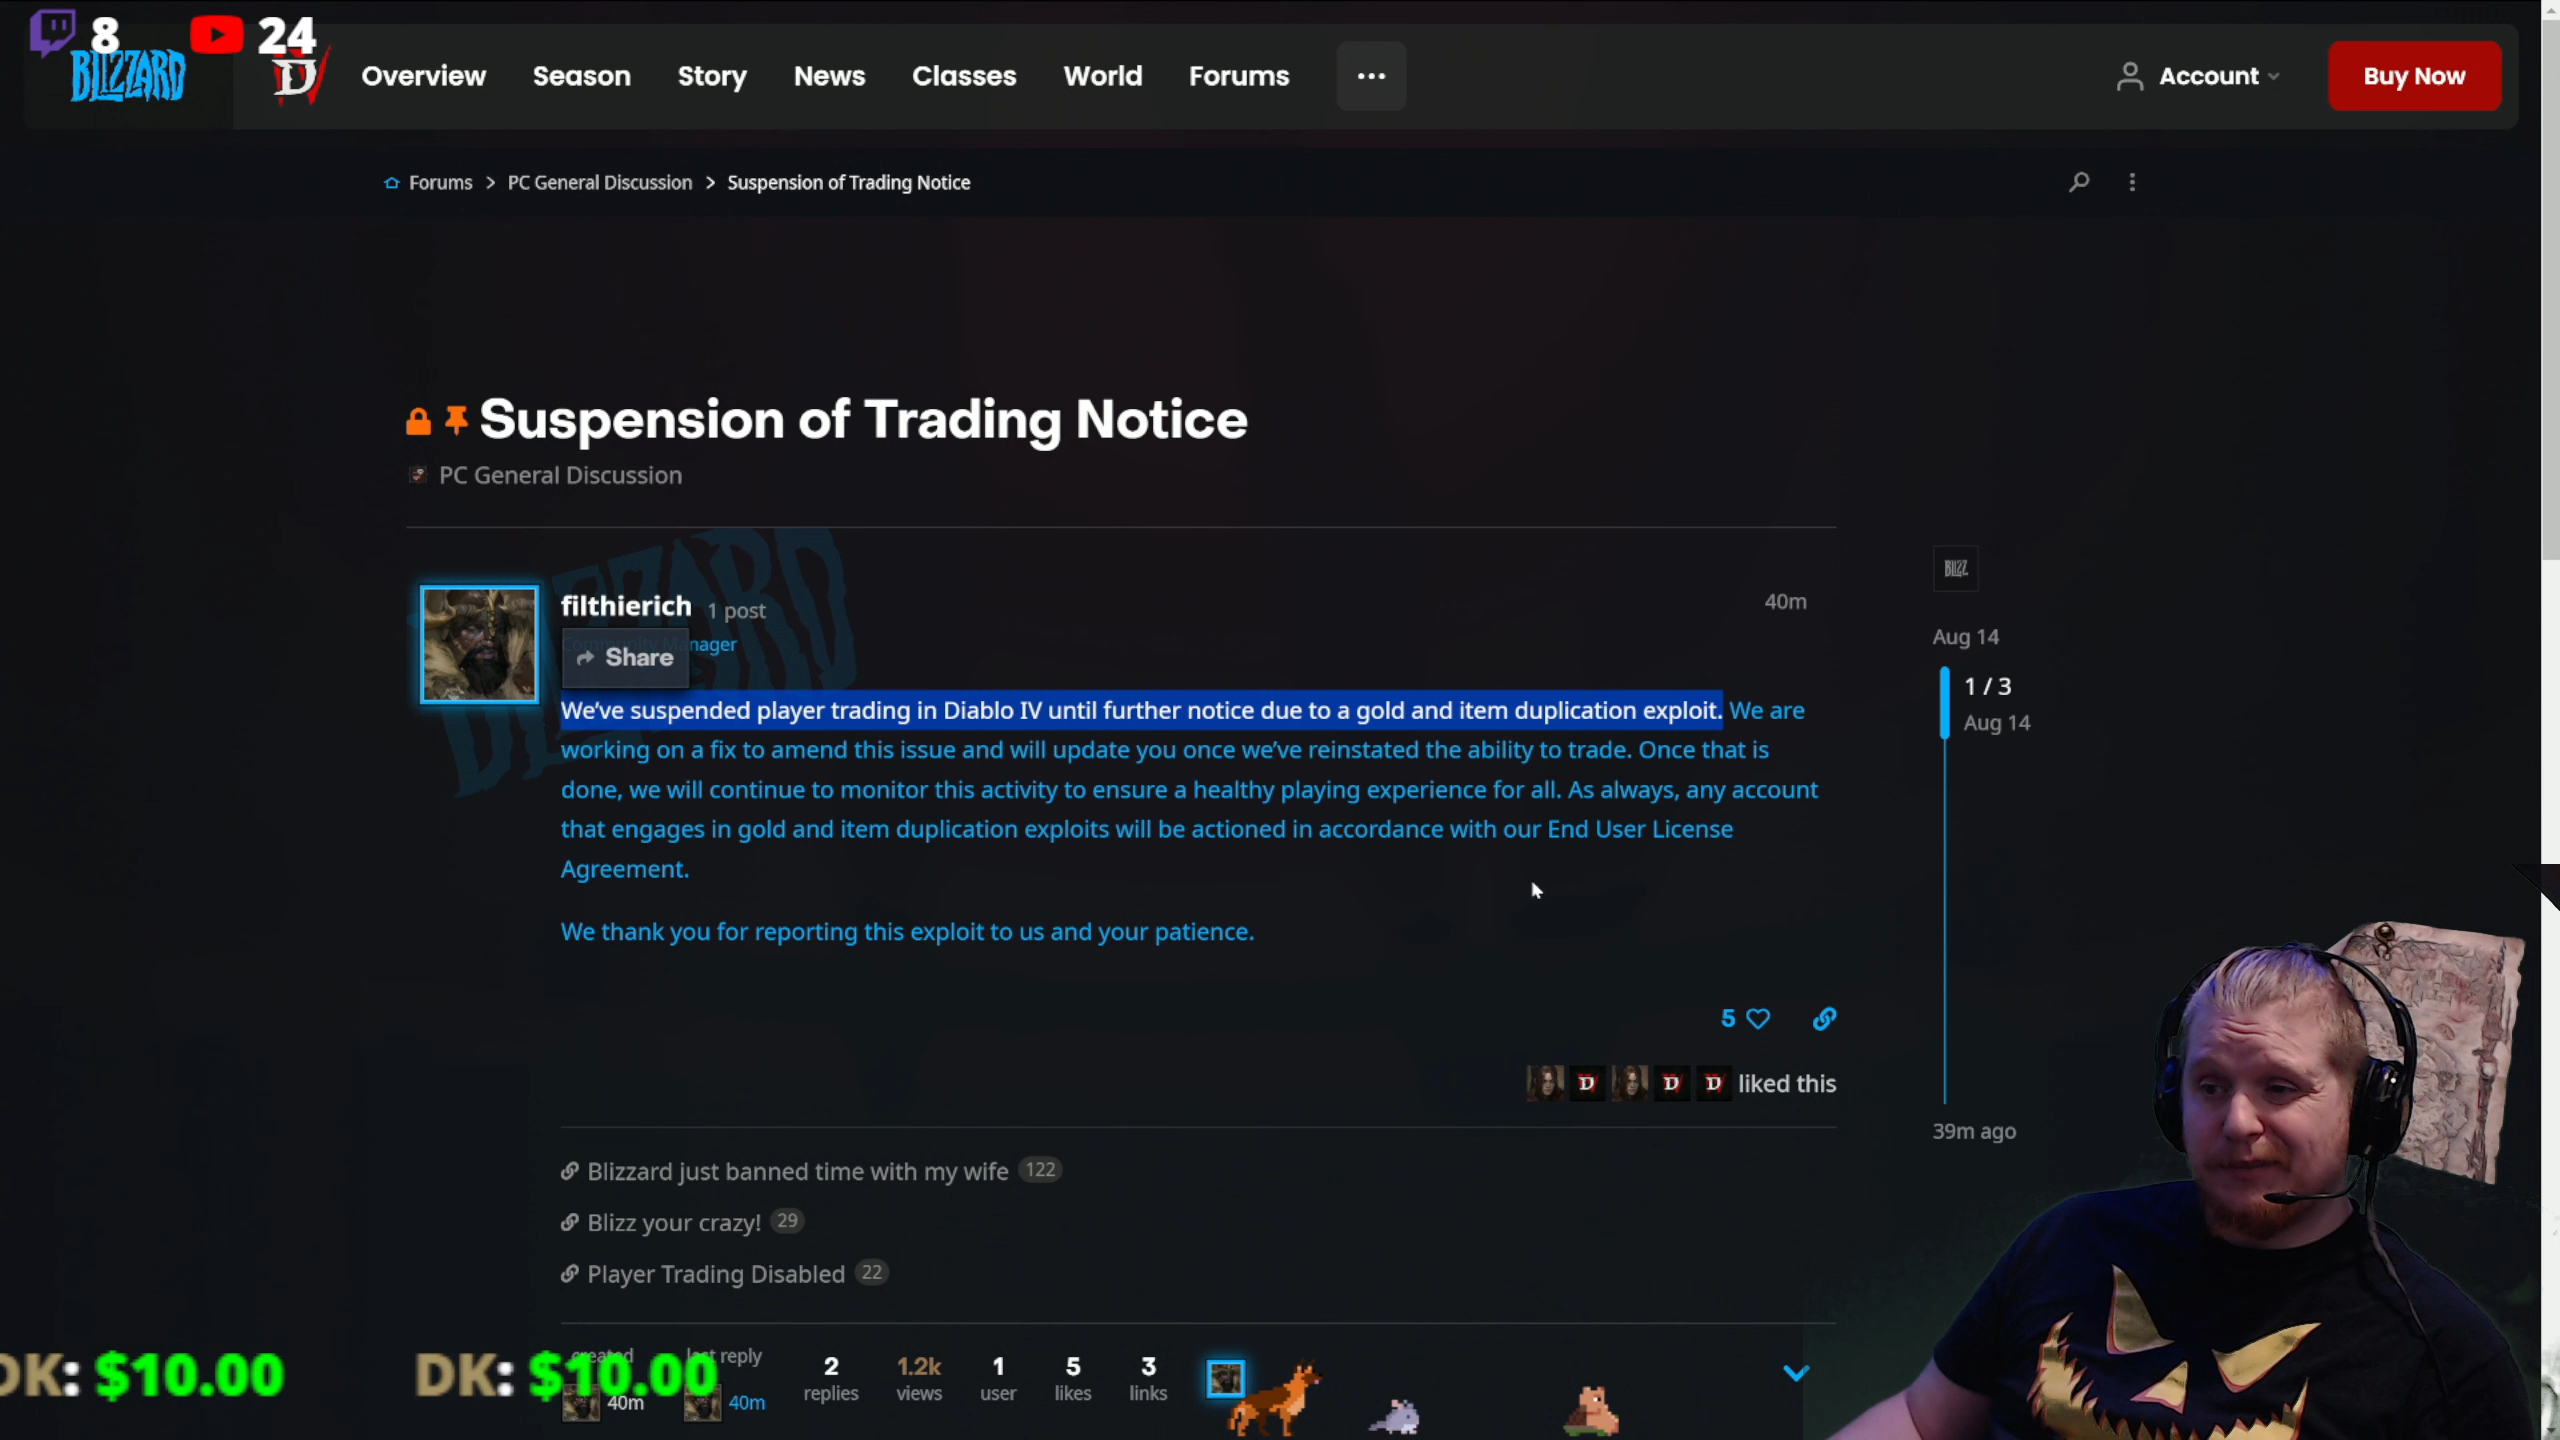 8 24
BLIZZARD
D Overview Season Story News Classes World Forums ••• Account Buy Now
Forums > PC General Discussion > Suspension of Trading Notice
Suspension of Trading Notice
PC General Discussion
BLIZZARD
BLIZZ
filthierich 1 post 40m
Community Manager
Share
Aug 14
1 / 3
Aug 14
39m ago
We've suspended player trading in Diablo IV until further notice due to a gold and item duplication exploit. We are
working on a fix to amend this issue and will update you once we've reinstated the ability to trade. Once that is
done, we will continue to monitor this activity to ensure a healthy playing experience for all. As always, any account
that engages in gold and item duplication exploits will be actioned in accordance with our End User License
Agreement.
We thank you for reporting this exploit to us and your patience.
5
D D D liked this
Blizzard just banned time with my wife 122
Blizz your crazy! 29
Player Trading Disabled 22
created last reply 2 1.2k 1 5 3
40m 40m replies views user likes links
DK: $10.00 DK: $10.00